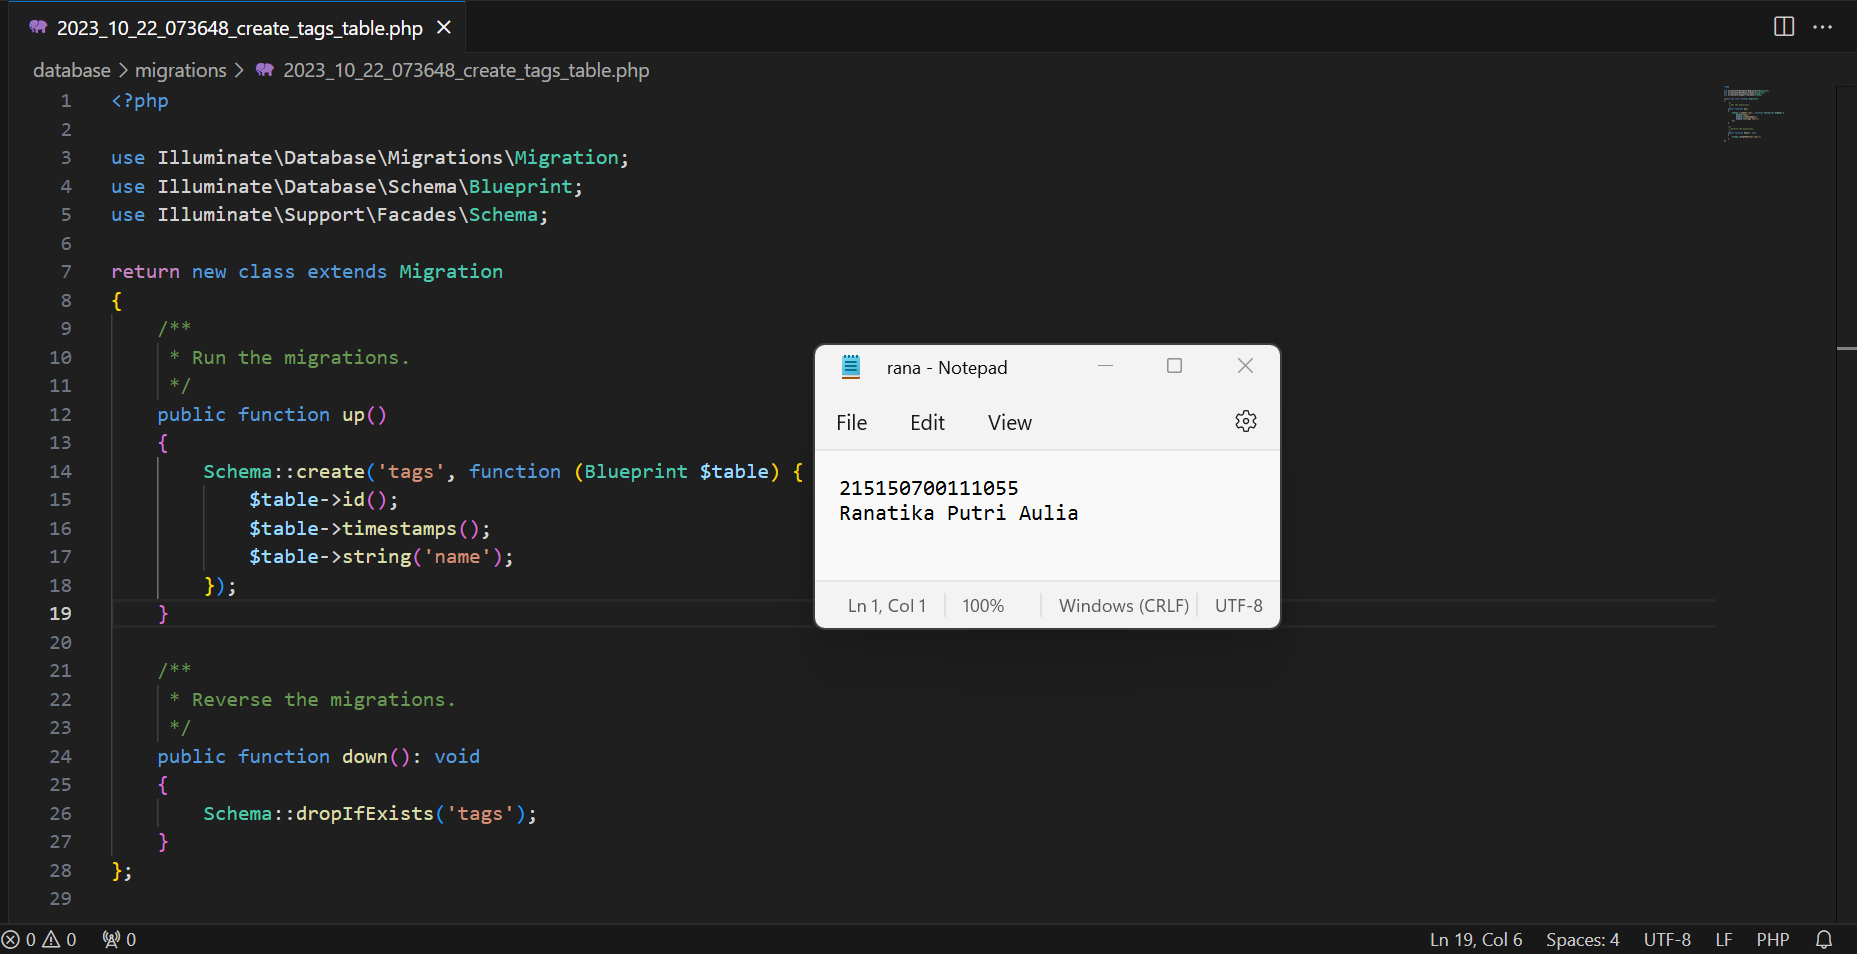 2023_10_22_073648_create_tags_table.php
database > migrations > 2023_10_22_073648_create_tags_table.php
1 <?php
2
3 use Illuminate\Database\Migrations\Migration;
4 use Illuminate\Database\Schema\Blueprint;
5 use Illuminate\Support\Facades\Schema;
6
7 return new class extends Migration
8 {
9     /**
10      * Run the migrations.
11      */
12     public function up()
13     {
14         Schema::create('tags', function (Blueprint $table) {
15             $table->id();
16             $table->timestamps();
17             $table->string('name');
18         });
19     }
20
21     /**
22      * Reverse the migrations.
23      */
24     public function down(): void
25     {
26         Schema::dropIfExists('tags');
27     }
28 };
29
rana - Notepad
File Edit View
215150700111055
Ranatika Putri Aulia
Ln 1, Col 1 100% Windows (CRLF) UTF-8
0 0 0 Ln 19, Col 6 Spaces: 4 UTF-8 LF PHP